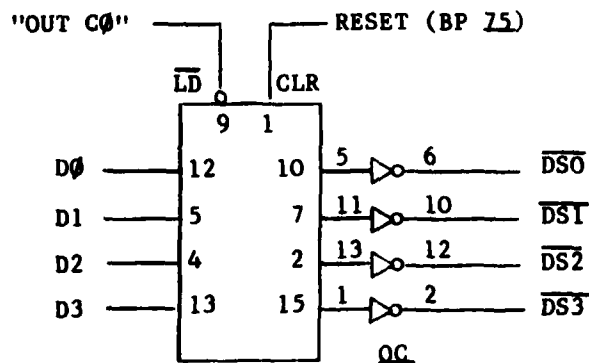 "OUT CØ" RESET (BP 75)
LD CLR
9 1
DØ 12 10 5 6 DS0
D1 5 7 11 10 DS1
D2 4 2 13 12 DS2
D3 13 15 1 2 DS3
OC